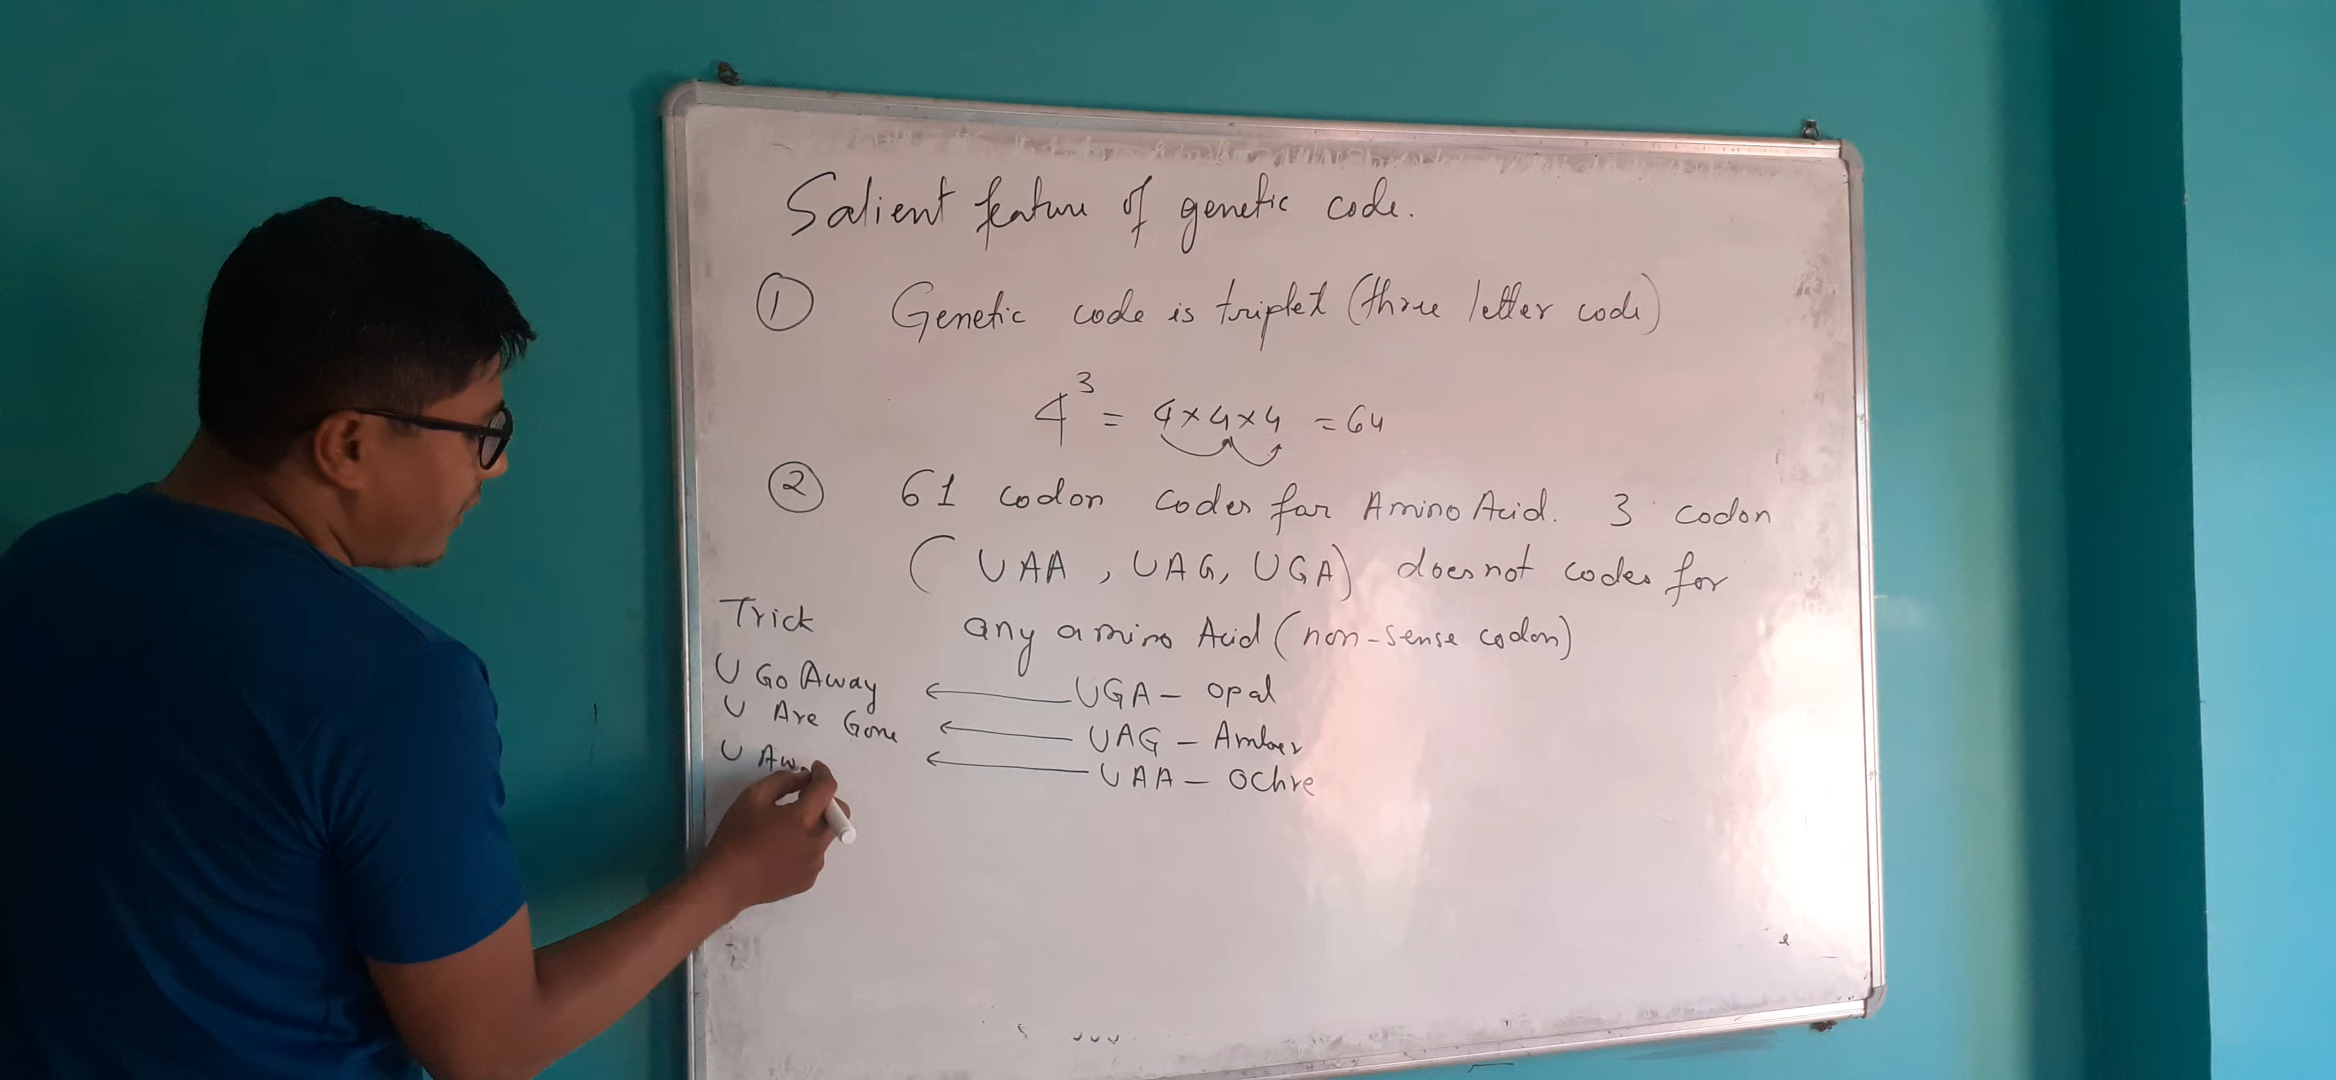 Salient feature of genetic code.
① Genetic code is triplet (three letter code)
4³ = 4×4×4 = 64
② 61 codon codes for Amino Acid. 3 codon
( UAA , UAG, UGA) does not codes for
any amino Acid (non-sense codon)
Trick
U Go Away ← UGA – opal
U Are Gone ← UAG – Amber
U Awa ← UAA – Ochre